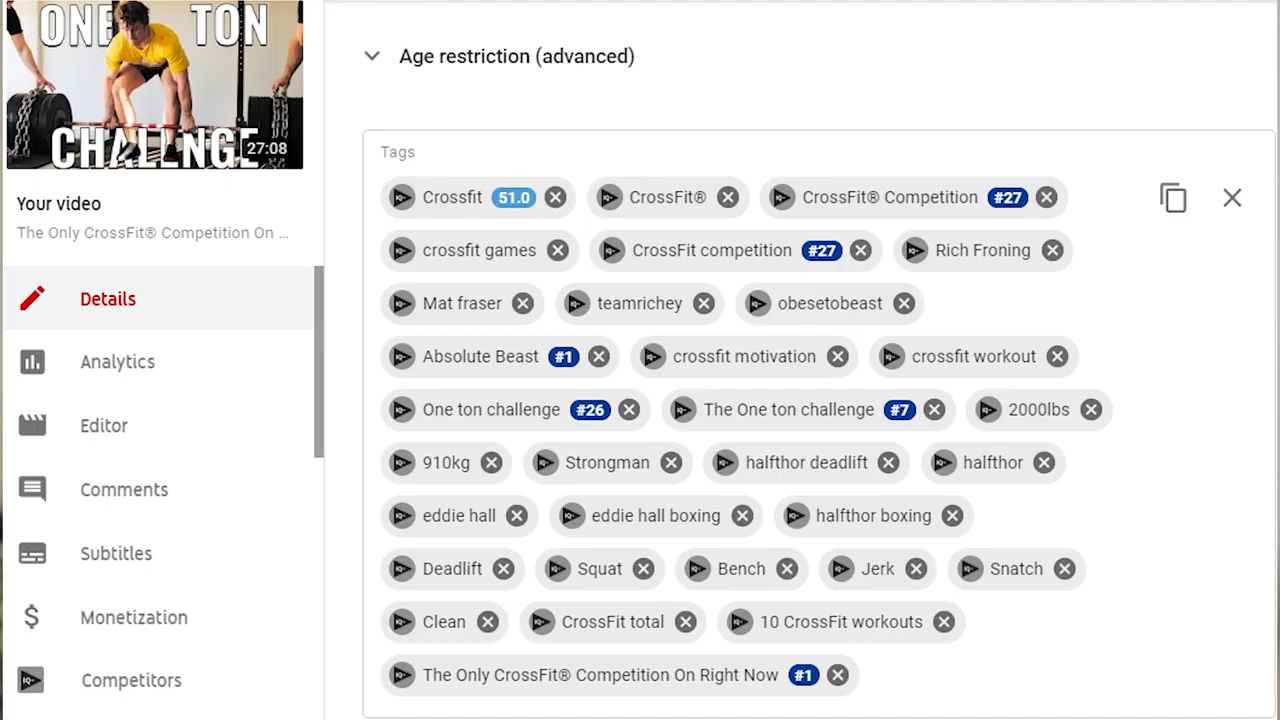 ONE TON
CHALLNGE
27:08
Your video
The Only CrossFit® Competition On ...
Details
Analytics
Editor
Comments
Subtitles
Monetization
Competitors
Age restriction (advanced)
Tags
Crossfit 51.0 CrossFit® CrossFit® Competition #27
crossfit games CrossFit competition #27 Rich Froning
Mat fraser teamrichey obesetobeast
Absolute Beast #1 crossfit motivation crossfit workout
One ton challenge #26 The One ton challenge #7 2000lbs
910kg Strongman halfthor deadlift halfthor
eddie hall eddie hall boxing halfthor boxing
Deadlift Squat Bench Jerk Snatch
Clean CrossFit total 10 CrossFit workouts
The Only CrossFit® Competition On Right Now #1